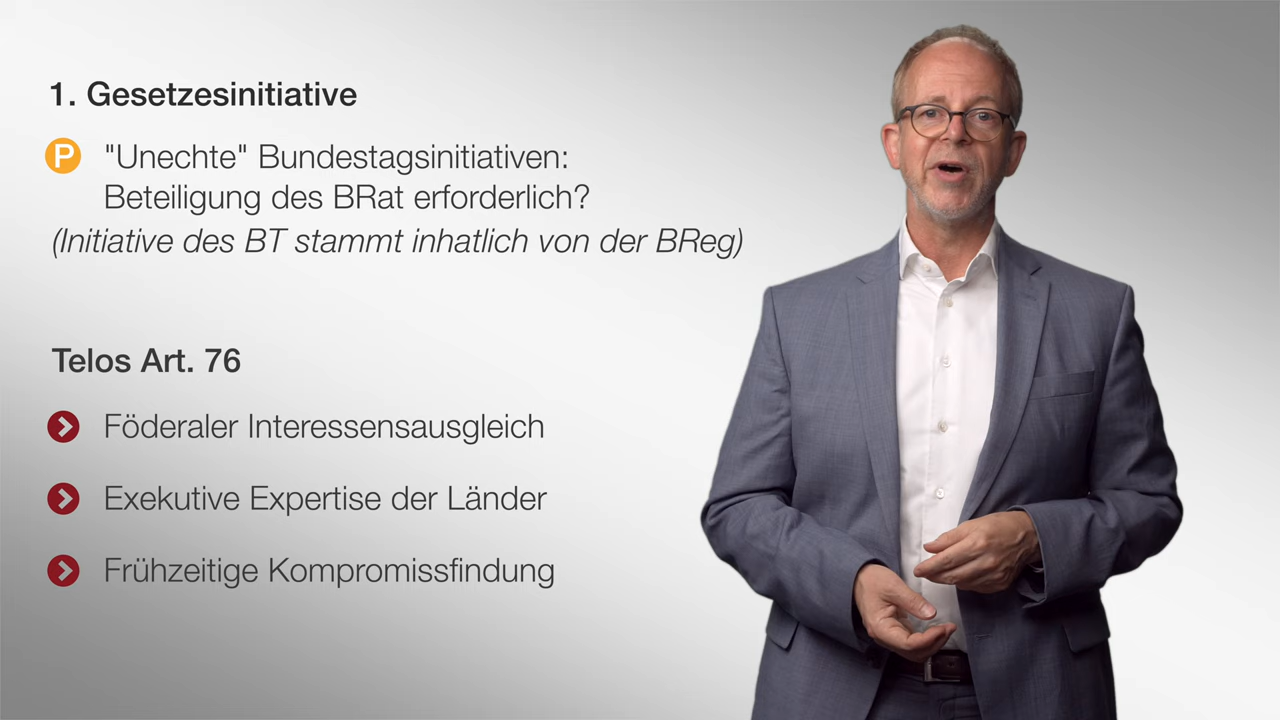 1. Gesetzesinitiative
P "Unechte" Bundestagsinitiativen:
Beteiligung des BRat erforderlich?
(Initiative des BT stammt inhatlich von der BReg)
Telos Art. 76
Föderaler Interessensausgleich
Exekutive Expertise der Länder
Frühzeitige Kompromissfindung